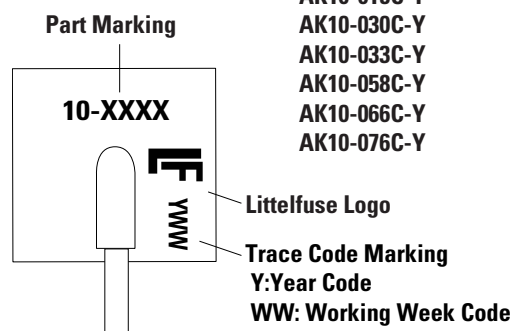 Part Marking
AK10-030C-Y
AK10-033C-Y
AK10-058C-Y
AK10-066C-Y
AK10-076C-Y
10-XXXX
LF
YWW
Littelfuse Logo
Trace Code Marking
Y:Year Code
WW: Working Week Code